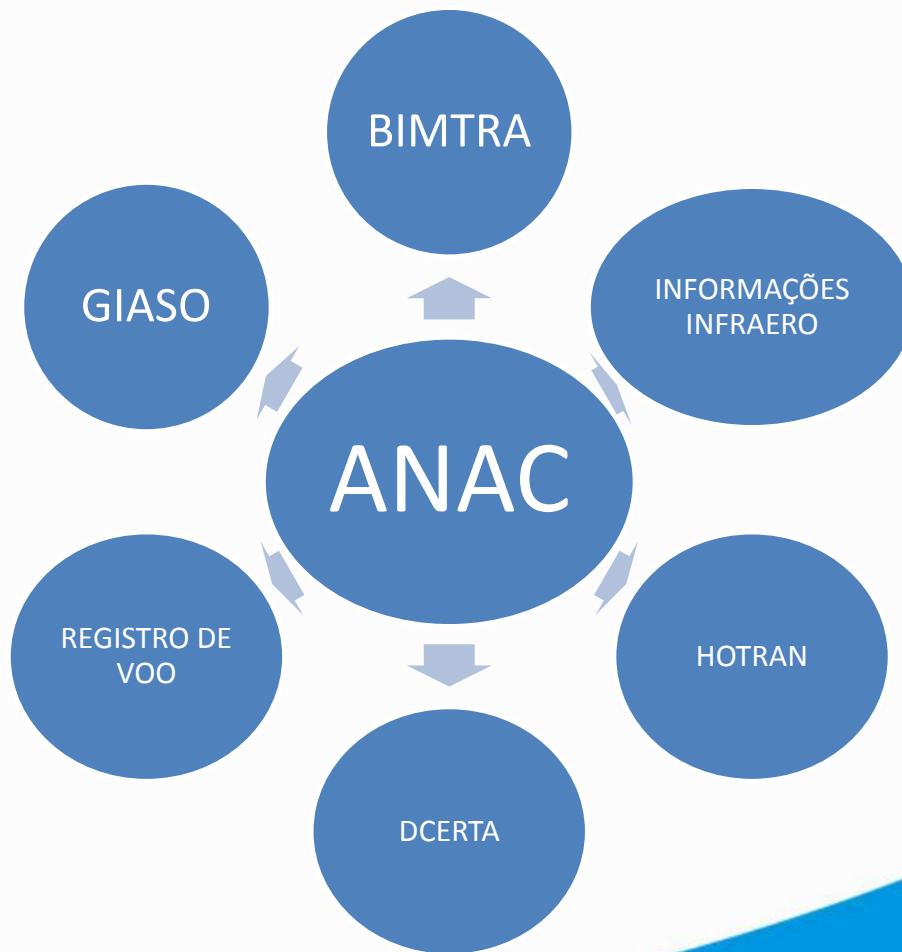 BIMTRA
GIASO
INFORMAÇÕES
INFRAERO
ANAC
REGISTRO DE
VOO
HOTRAN
DCERTA